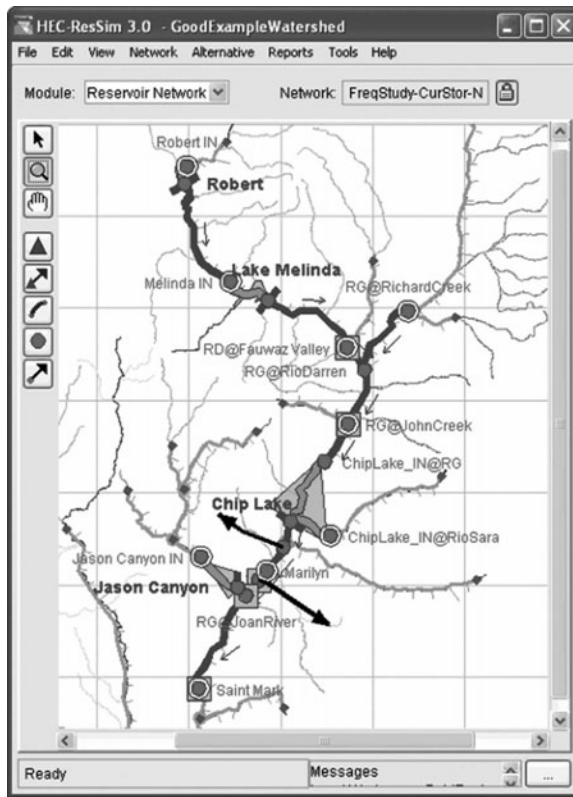 HEC-ResSim 3.0 - GoodExampleWatershed
File Edit View Network Alternative Reports Tools Help
Module: Reservoir Network Network: FreqStudy-CurStor-N
Robert IN
Robert
Lake Melinda
Melinda IN
RG@RichardCreek
RD@Fauwaz Valley
RG@RioDarren
RG@JohnCreek
ChipLake_IN@RG
Chip Lake
ChipLake_IN@RioSara
Jason Canyon IN
Marilyn
Jason Canyon
RG@JoanRiver
Saint Mark
Ready
Messages
...